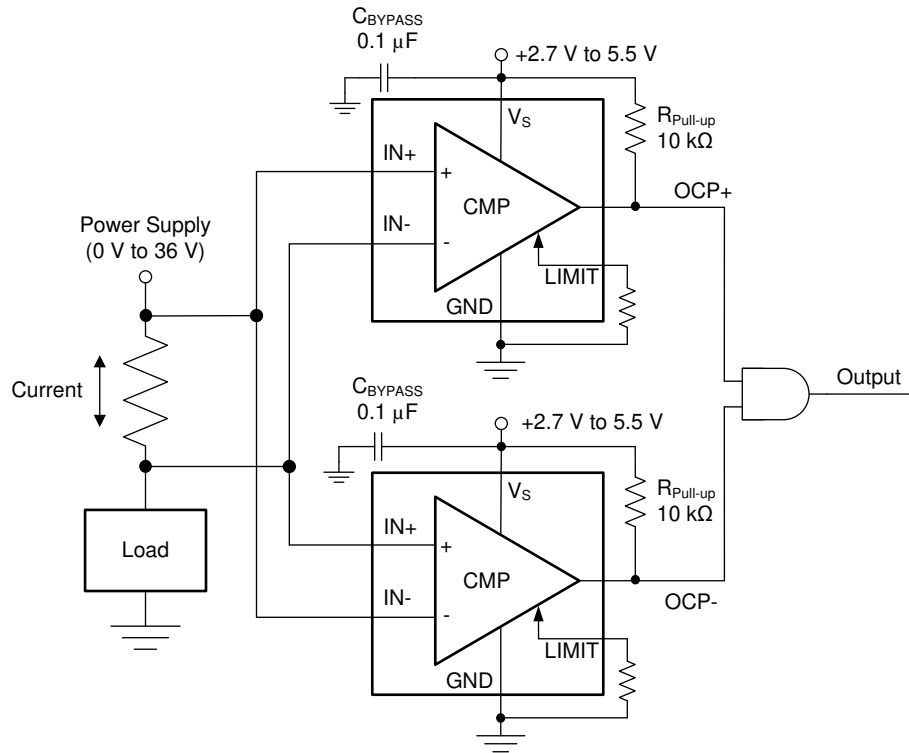 C_BYPASS
0.1 µF
+2.7 V to 5.5 V
V_S
R_Pull-up
10 kΩ
IN+
+
CMP
OCP+
IN-
-
LIMIT
GND
Power Supply
(0 V to 36 V)
Current
Load
Output
C_BYPASS
0.1 µF
+2.7 V to 5.5 V
V_S
R_Pull-up
10 kΩ
IN+
+
CMP
OCP-
IN-
-
LIMIT
GND